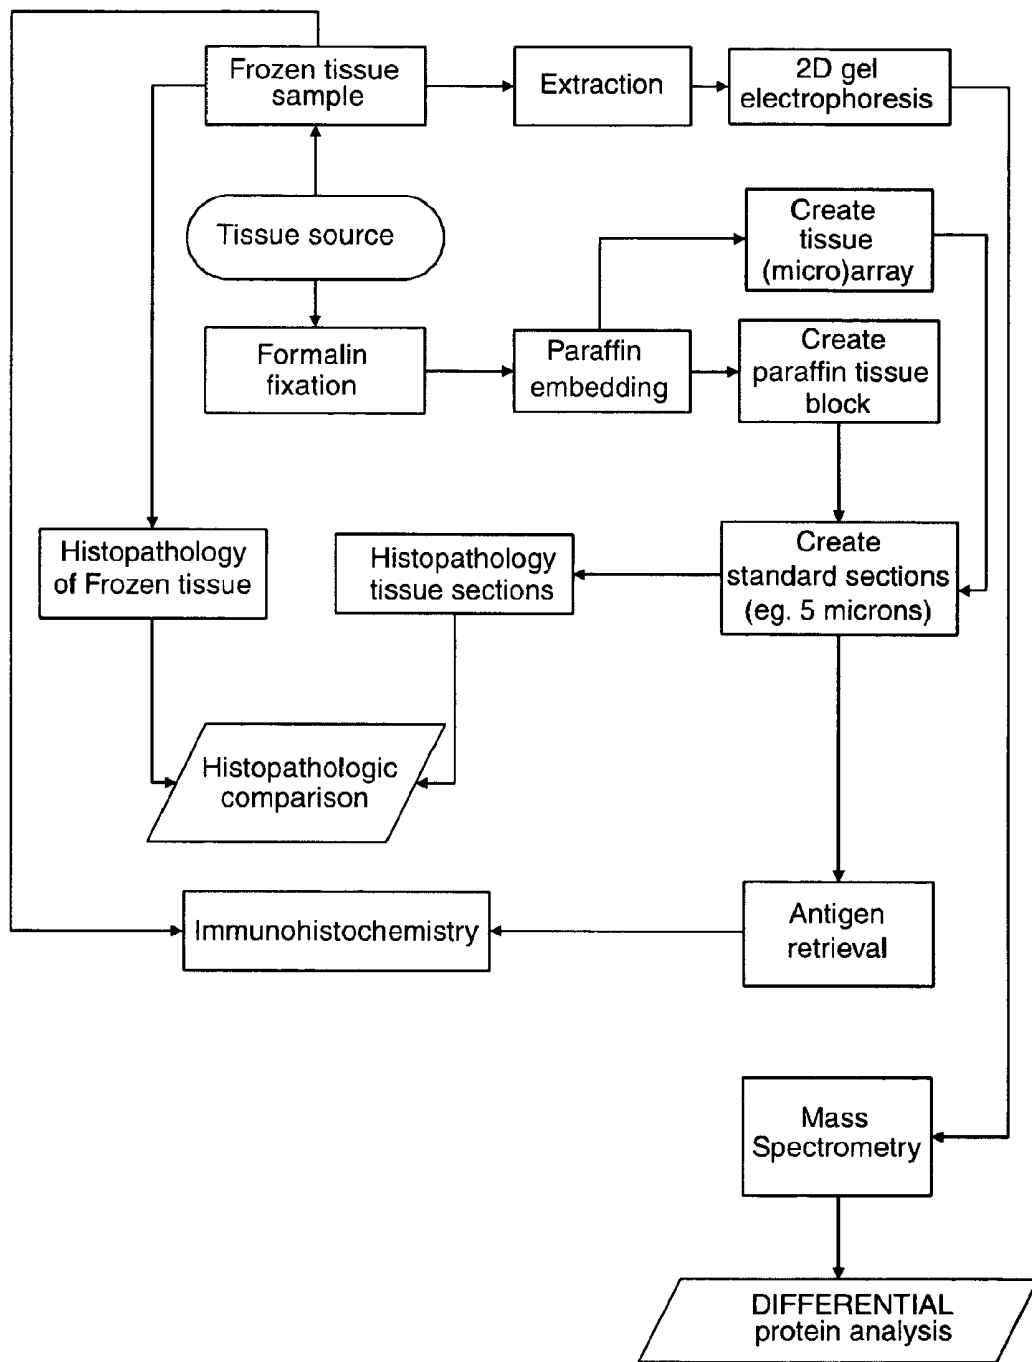 Frozen tissue
sample
Extraction
2D gel
electrophoresis
Tissue source
Create
tissue
(micro)array
Formalin
fixation
Paraffin
embedding
Create
paraffin tissue
block
Histopathology
of Frozen tissue
Histopathology
tissue sections
Create
standard sections
(eg. 5 microns)
Histopathologic
comparison
Immunohistochemistry
Antigen
retrieval
Mass
Spectrometry
DIFFERENTIAL
protein analysis